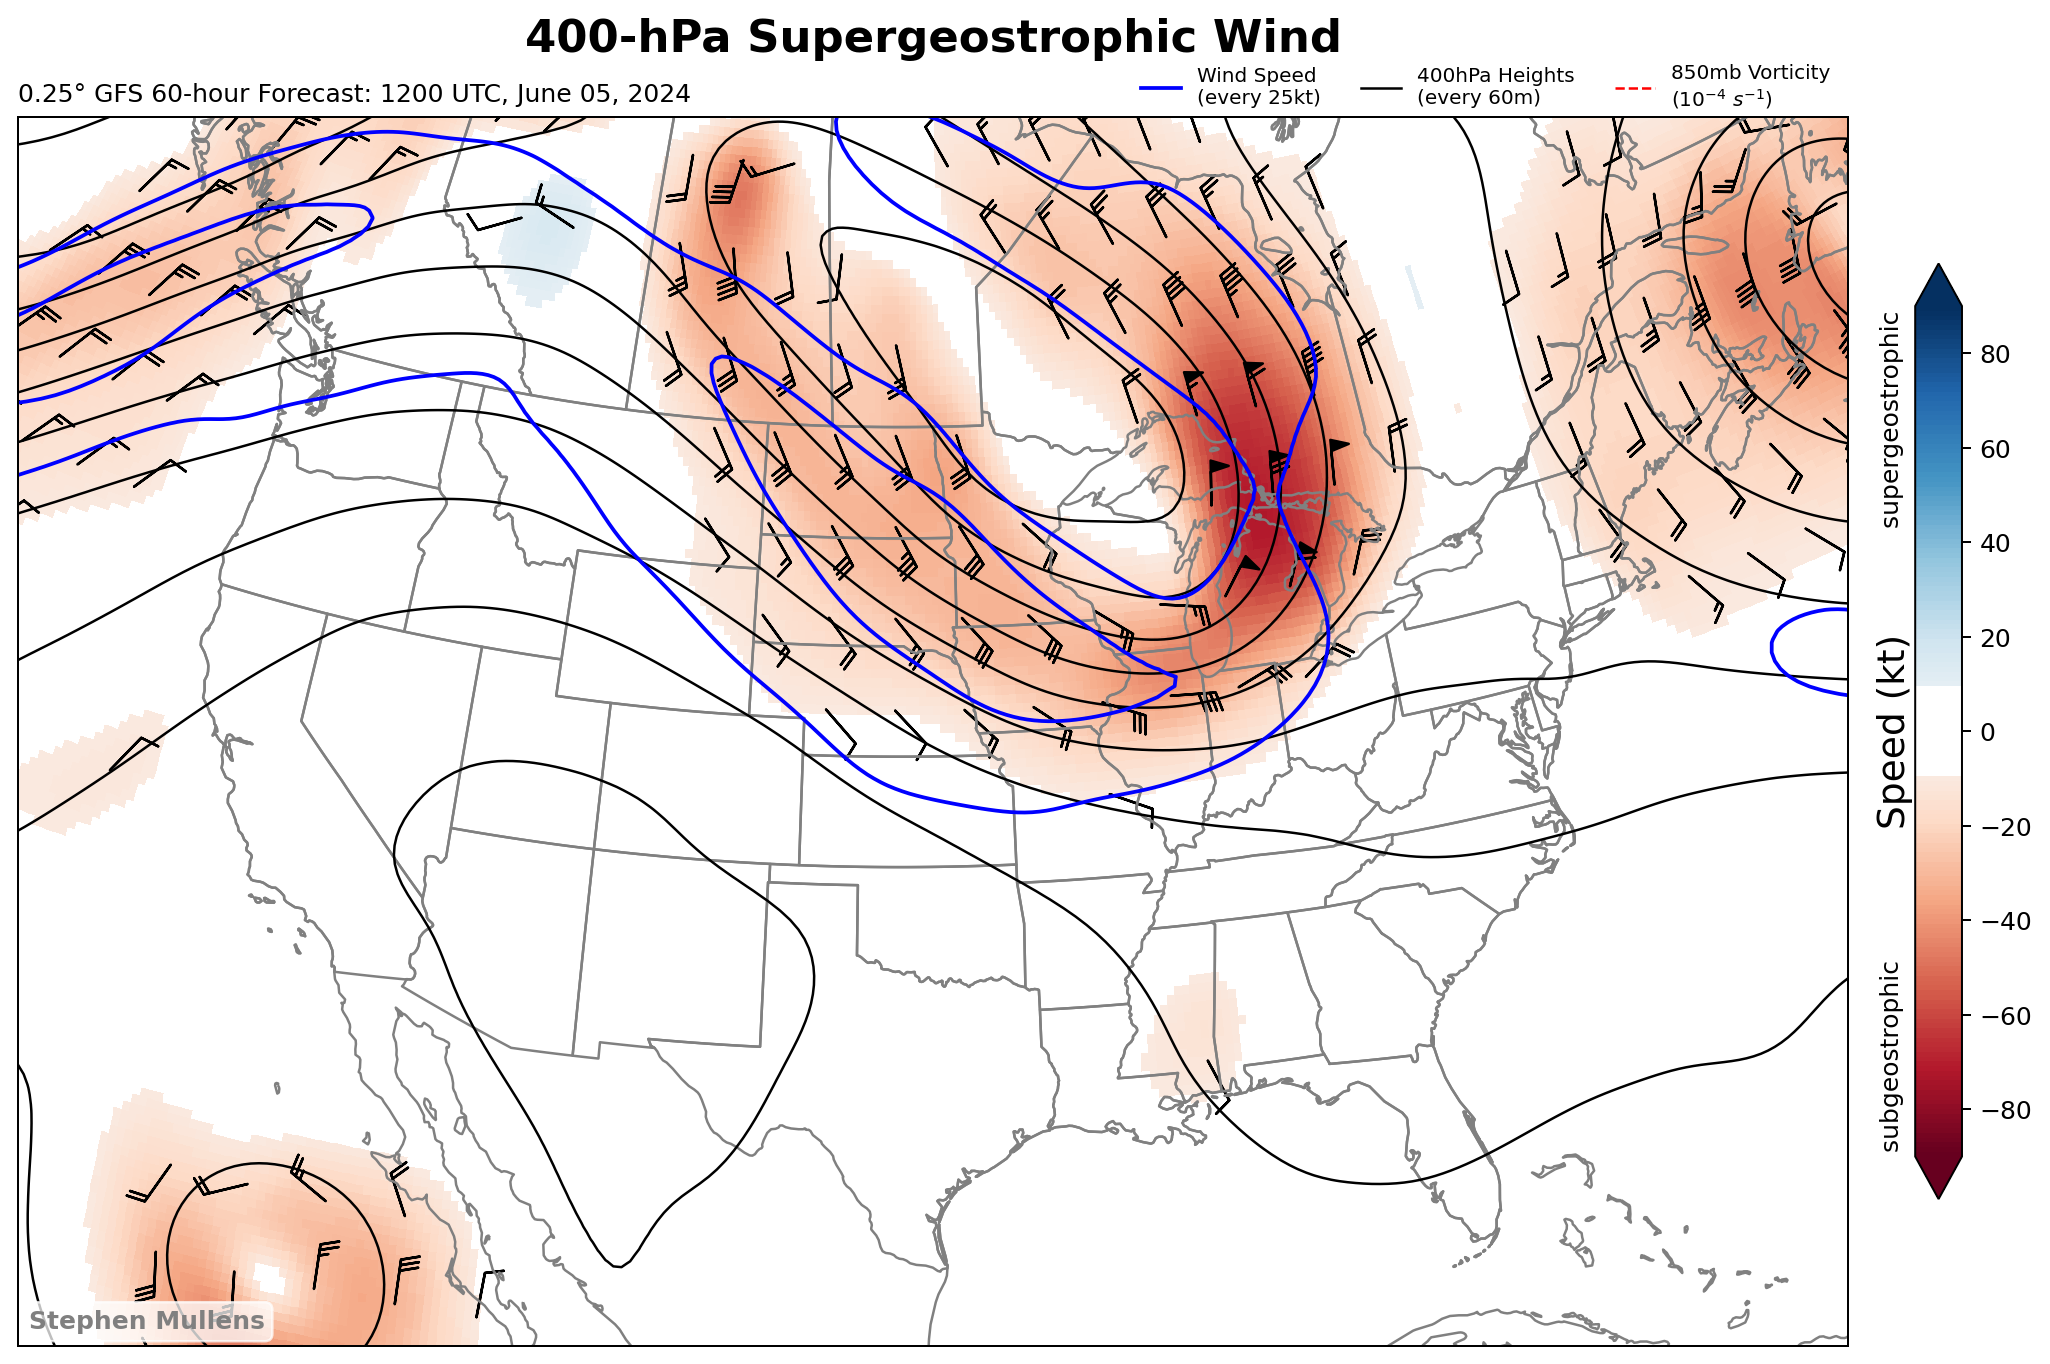 400-hPa Supergeostrophic Wind
0.25° GFS 60-hour Forecast: 1200 UTC, June 05, 2024
Wind Speed
(every 25kt)
400hPa Heights
(every 60m)
850mb Vorticity
(10⁻⁴ s⁻¹)
supergeostrophic
Speed (kt)
subgeostrophic
80
60
40
20
0
−20
−40
−60
−80
Stephen Mullens